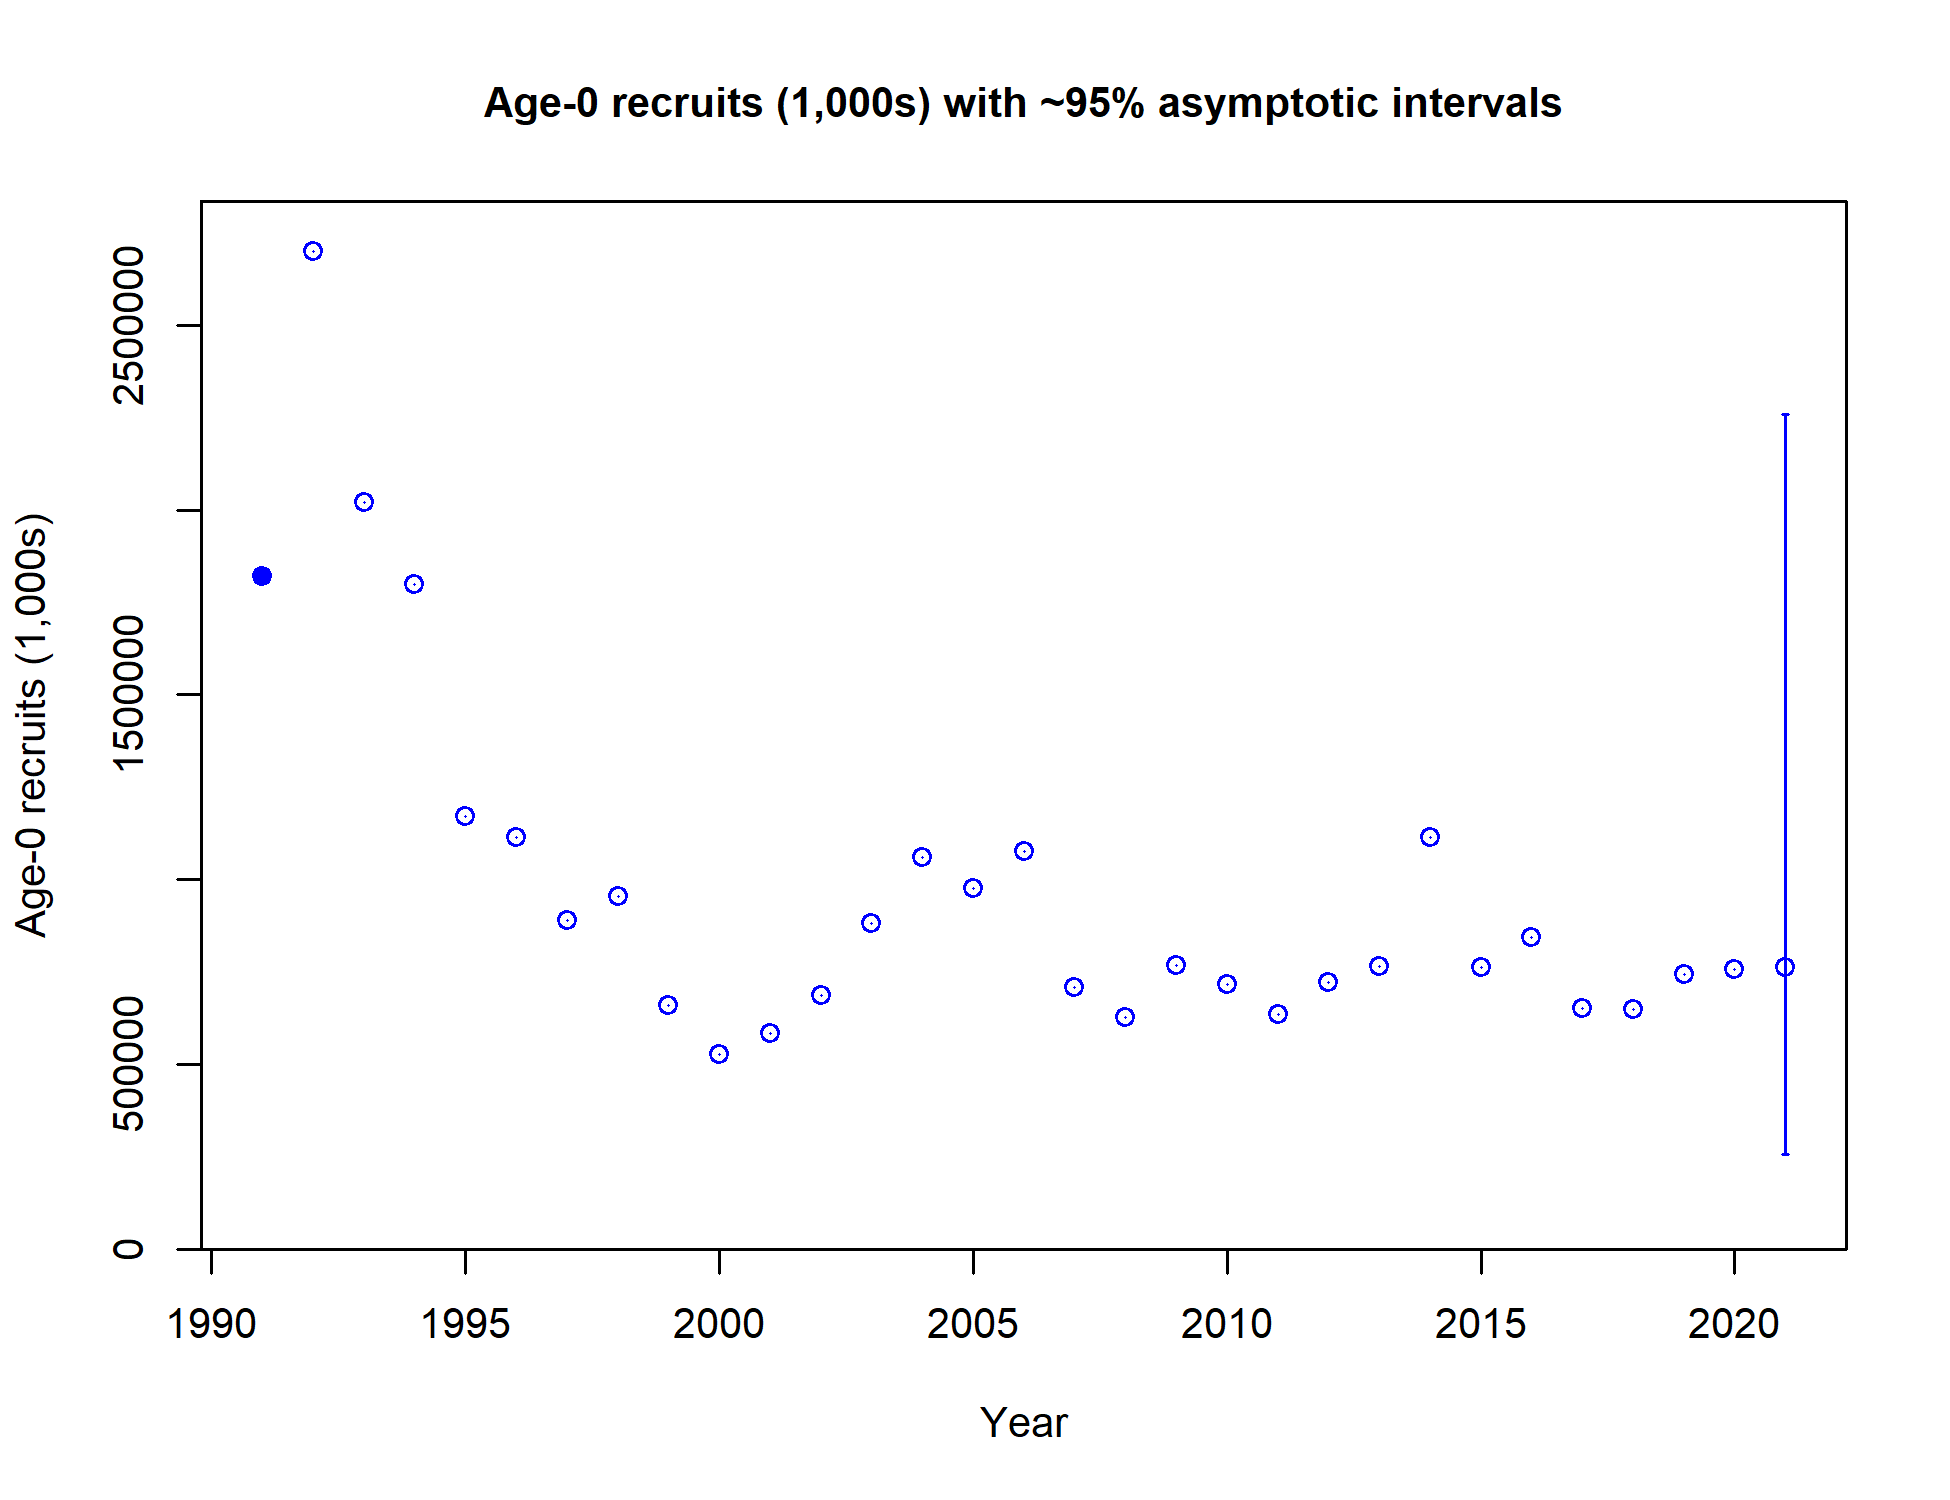 Age-0 recruits (1,000s) with ~95% asymptotic intervals
Age-0 recruits (1,000s)
2500000
1500000
500000
0
1990 1995 2000 2005 2010 2015 2020
Year